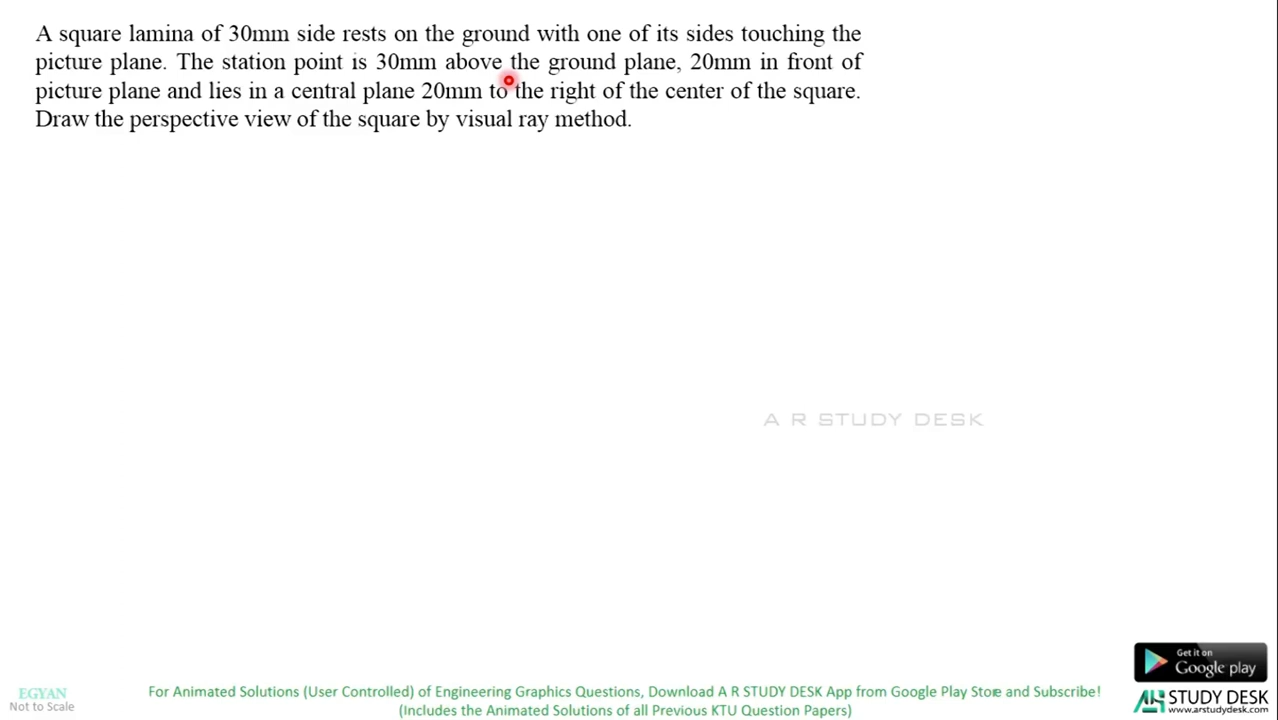 A square lamina of 30mm side rests on the ground with one of its sides touching the
picture plane. The station point is 30mm above the ground plane, 20mm in front of
picture plane and lies in a central plane 20mm to the right of the center of the square.
Draw the perspective view of the square by visual ray method.
A R STUDY DESK
Get it on
Google play
EGYAN
Not to Scale
For Animated Solutions (User Controlled) of Engineering Graphics Questions, Download A R STUDY DESK App from Google Play Store and Subscribe!
(Includes the Animated Solutions of all Previous KTU Question Papers)
AR STUDY DESK
www.arstudydesk.com